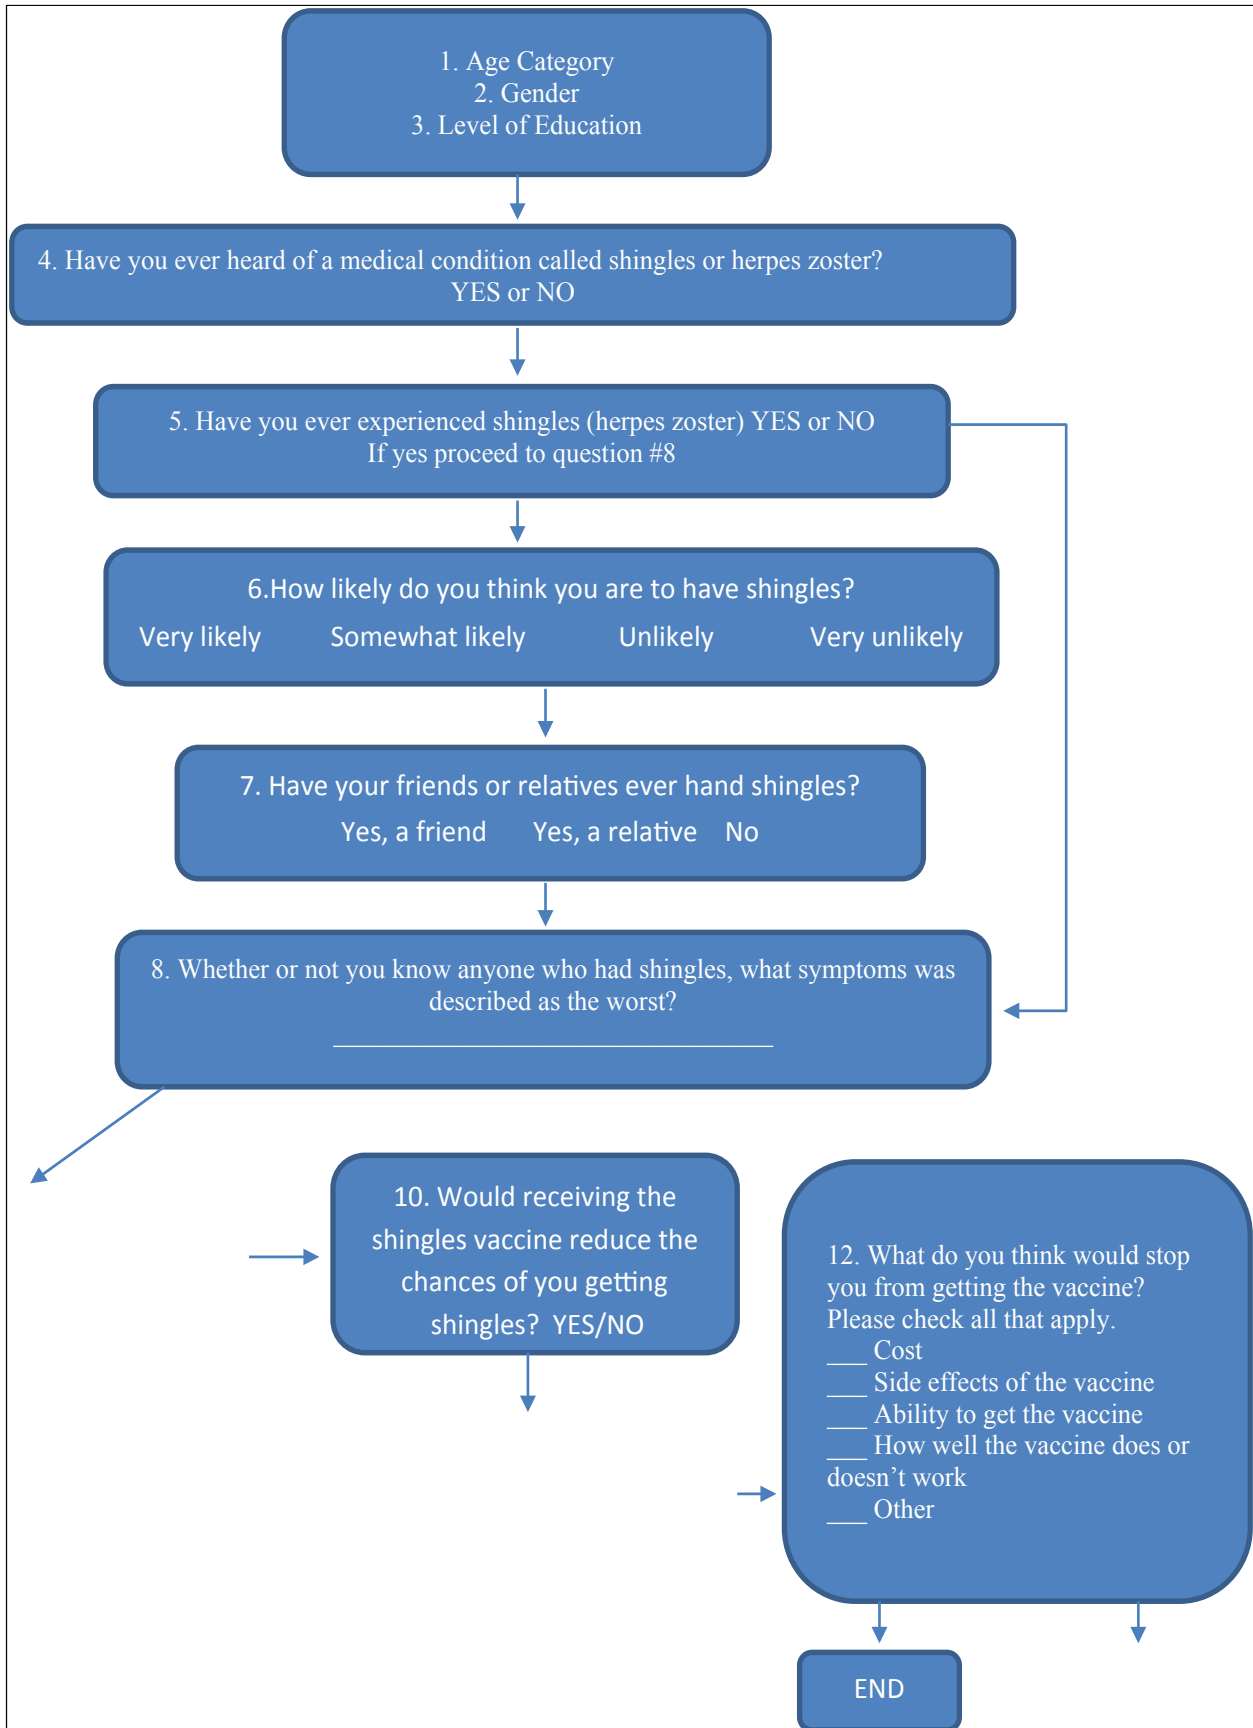 1. Age Category
2. Gender
3. Level of Education
4. Have you ever heard of a medical condition called shingles or herpes zoster?
YES or NO
5. Have you ever experienced shingles (herpes zoster) YES or NO
If yes proceed to question #8
6.How likely do you think you are to have shingles?
Very likely Somewhat likely Unlikely Very unlikely
7. Have your friends or relatives ever hand shingles?
Yes, a friend Yes, a relative No
8. Whether or not you know anyone who had shingles, what symptoms was
described as the worst?
_________________________________
10. Would receiving the
shingles vaccine reduce the
chances of you getting
shingles? YES/NO
12. What do you think would stop
you from getting the vaccine?
Please check all that apply.
___ Cost
___ Side effects of the vaccine
___ Ability to get the vaccine
___ How well the vaccine does or
doesn’t work
___ Other
END